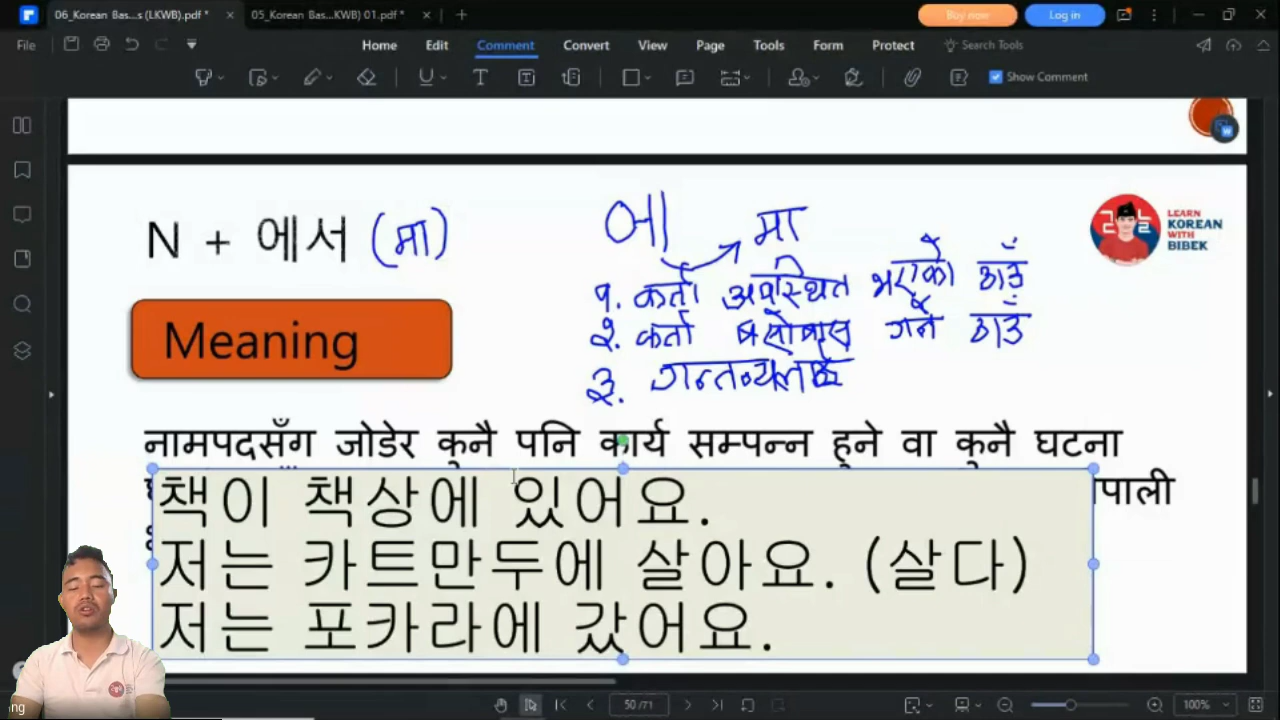 06_Korean Bas...s (LKWB).pdf *
05_Korean Bas...KWB) 01.pdf *
Buy now
Log in
File
Home Edit Comment Convert View Page Tools Form Protect Search Tools
Show Comment
N + 에서 (मा)
에
मा
LEARN
KOREAN
WITH
BIBEK
१. कर्ता अवस्थित भएको ठाउँ
२. कर्ता बसोबास गर्ने ठाउँ
३.
Meaning
नामपदसँग जोडेर कुनै पनि कार्य सम्पन्न हुने वा कुनै घटना
नेपाली
책이 책상에 있어요.
저는 카트만두에 살아요. (살다)
저는 포카라에 갔어요.
50/71
100%